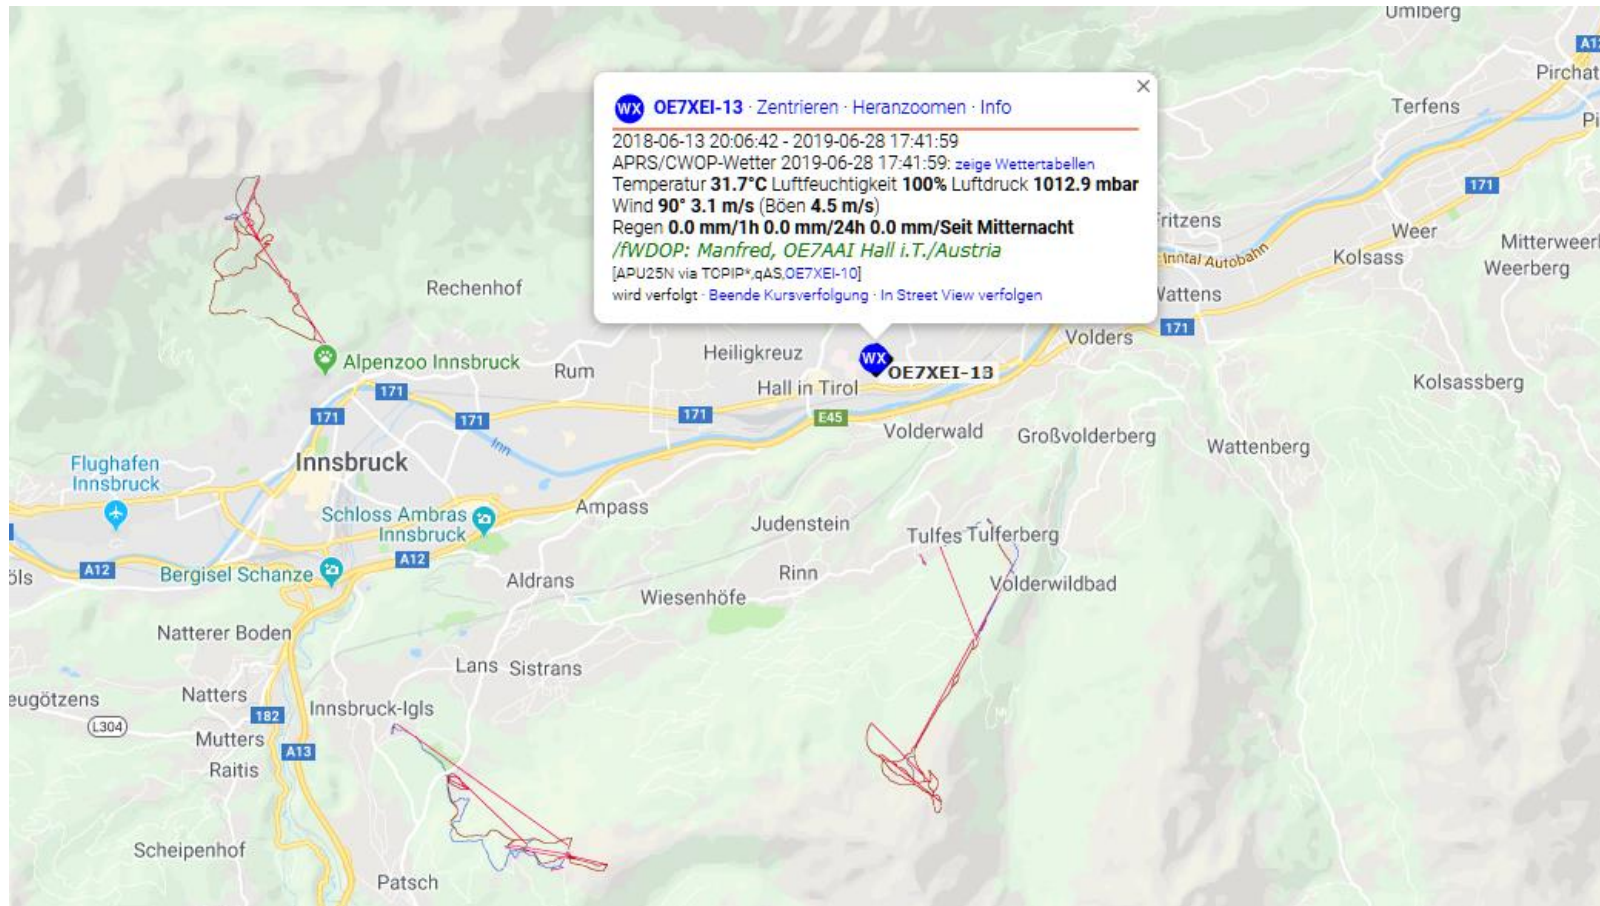 Umlberg
A12
Pirchat
Terfens
Pi
171
WX OE7XEI-13 · Zentrieren · Heranzoomen · Info
2018-06-13 20:06:42 - 2019-06-28 17:41:59
APRS/CWOP-Wetter 2019-06-28 17:41:59: zeige Wettertabellen
Temperatur 31.7°C Luftfeuchtigkeit 100% Luftdruck 1012.9 mbar
Wind 90° 3.1 m/s (Böen 4.5 m/s)
Regen 0.0 mm/1h 0.0 mm/24h 0.0 mm/Seit Mitternacht
/fWDOP: Manfred, OE7AAI Hall i.T./Austria
[APU25N via TCPIP*,qAS,OE7XEI-10]
wird verfolgt · Beende Kursverfolgung · In Street View verfolgen
Fritzens
Weer
Mitterweerl
Kolsass
Weerberg
Inntal Autobahn
Wattens
171
Volders
Rechenhof
Alpenzoo Innsbruck
Rum
Heiligkreuz
WX
OE7XEI-13
Hall in Tirol
Kolsassberg
171
171
171
171
E45
Inn
Volderwald
Großvolderberg
Wattenberg
Innsbruck
Flughafen
Innsbruck
Schloss Ambras
Innsbruck
Ampass
Judenstein
Tulfes
Tulferberg
A12
A12
öls
Bergisel Schanze
Aldrans
Rinn
Volderwildbad
Wiesenhöfe
Natterer Boden
Lans
Sistrans
eugötzens
Natters
Innsbruck-Igls
L304
182
Mutters
A13
Raitis
Scheipenhof
Patsch